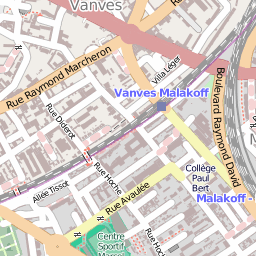 Vanves
Villa Léger
Rue Raymond Marcheron
Vanves Malakoff
Boulevard Raymond David
Rue Diderot
Collège
Paul
Bert
Allée Tissot
Rue Hoche
Rue Avaulée
Malakoff -
Centre
Sportif
Marcel
Rue Hoche